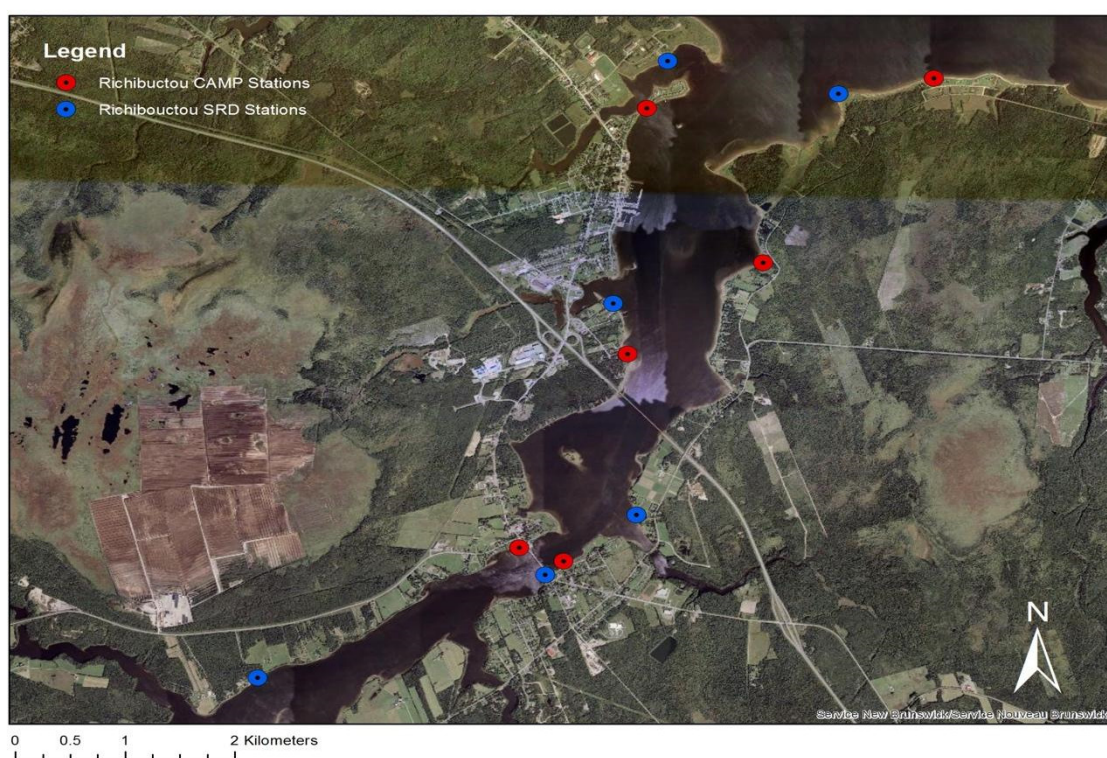 Legend
Richibuctou CAMP Stations
Richibouctou SRD Stations
N
Service New Brunswick/Service Nouveau Brunswick
0 0.5 1 2 Kilometers